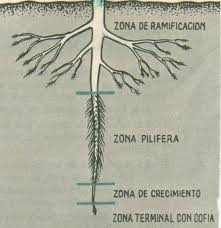 ZONA DE RAMIFICACION
ZONA PILIFERA
ZONA DE CRECIMIENTO
ZONA TERMINAL CON COFIA